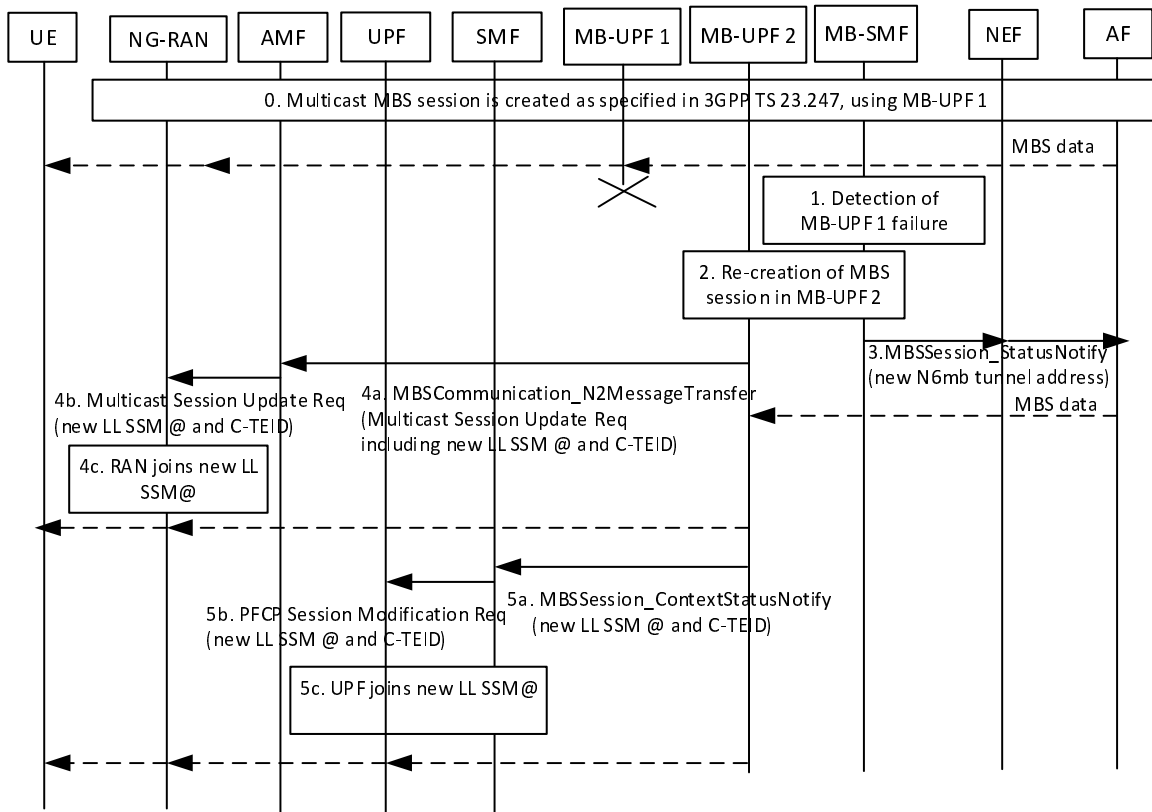 UE
NG-RAN
AMF
UPF
SMF
MB-UPF 1
MB-UPF 2
MB-SMF
NEF
AF
0. Multicast MBS session is created as specified in 3GPP TS 23.247, using MB-UPF 1
MBS data
1. Detection of
MB-UPF 1 failure
2. Re-creation of MBS
session in MB-UPF 2
3.MBSSession_StatusNotify
(new N6mb tunnel address)
MBS data
4a. MBSCommunication_N2MessageTransfer
(Multicast Session Update Req
including new LL SSM @ and C-TEID)
4b. Multicast Session Update Req
(new LL SSM @ and C-TEID)
4c. RAN joins new LL
SSM@
5a. MBSSession_ContextStatusNotify
(new LL SSM @ and C-TEID)
5b. PFCP Session Modification Req
(new LL SSM @ and C-TEID)
5c. UPF joins new LL SSM@